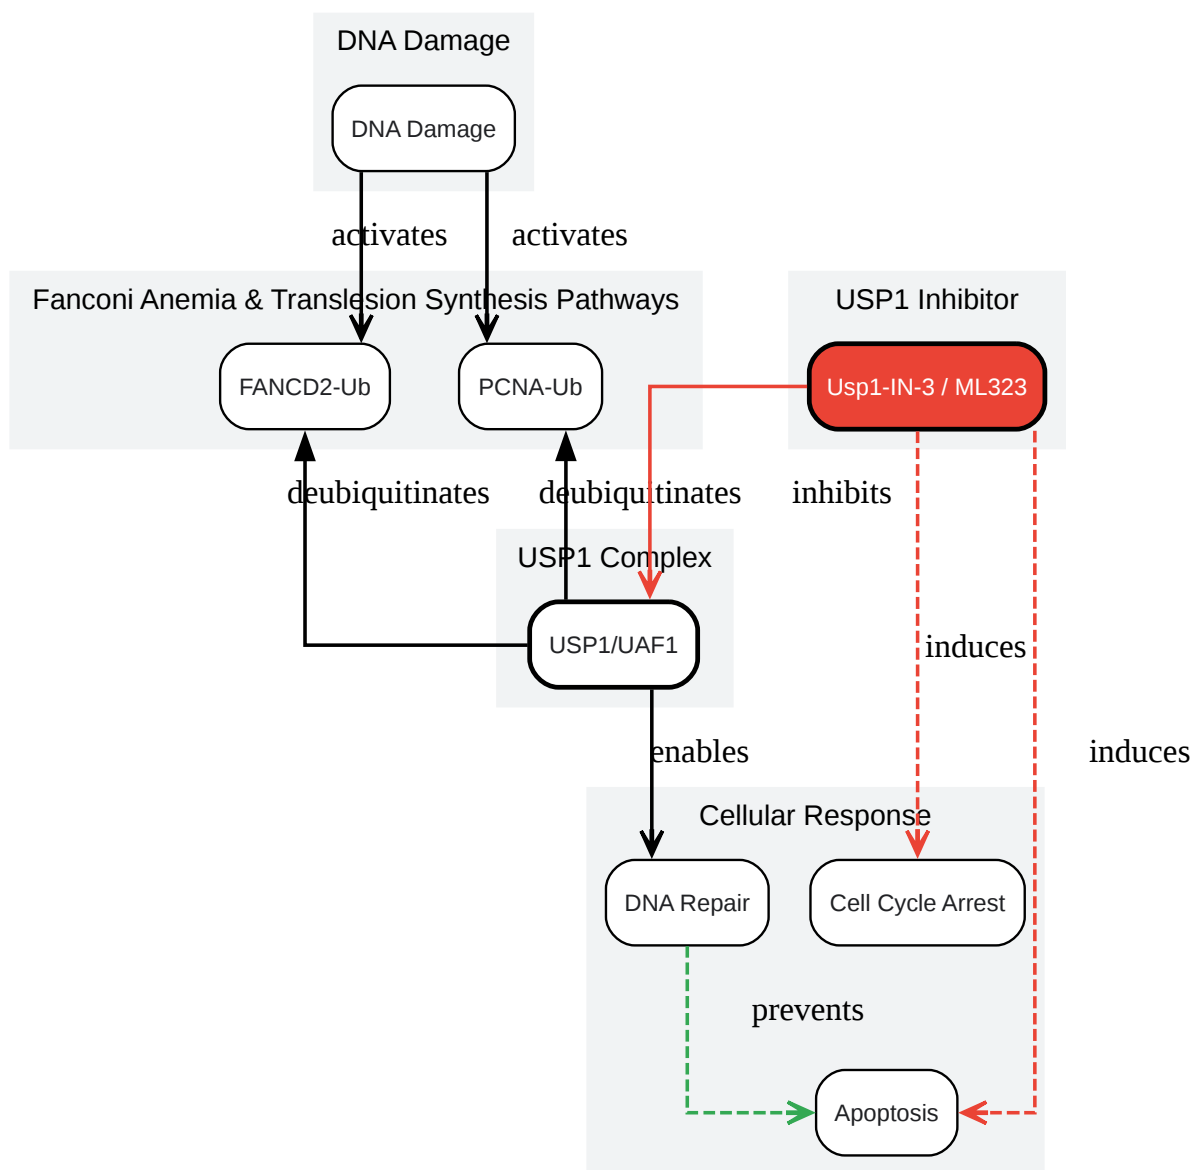 DNA Damage
DNA Damage
activates
activates
Fanconi Anemia & Translesion Synthesis Pathways
USP1 Inhibitor
FANCD2-Ub
PCNA-Ub
Usp1-IN-3 / ML323
deubiquitinates
deubiquitinates
inhibits
USP1 Complex
USP1/UAF1
induces
enables
induces
Cellular Response
DNA Repair
Cell Cycle Arrest
prevents
Apoptosis